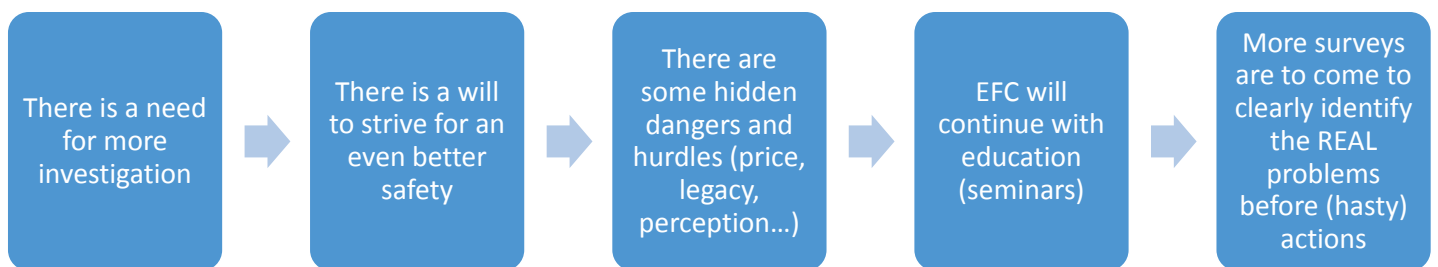 There is a need
for more
investigation
There is a will
to strive for an
even better
safety
There are
some hidden
dangers and
hurdles (price,
legacy,
perception…)
EFC will
continue with
education
(seminars)
More surveys
are to come to
clearly identify
the REAL
problems
before (hasty)
actions